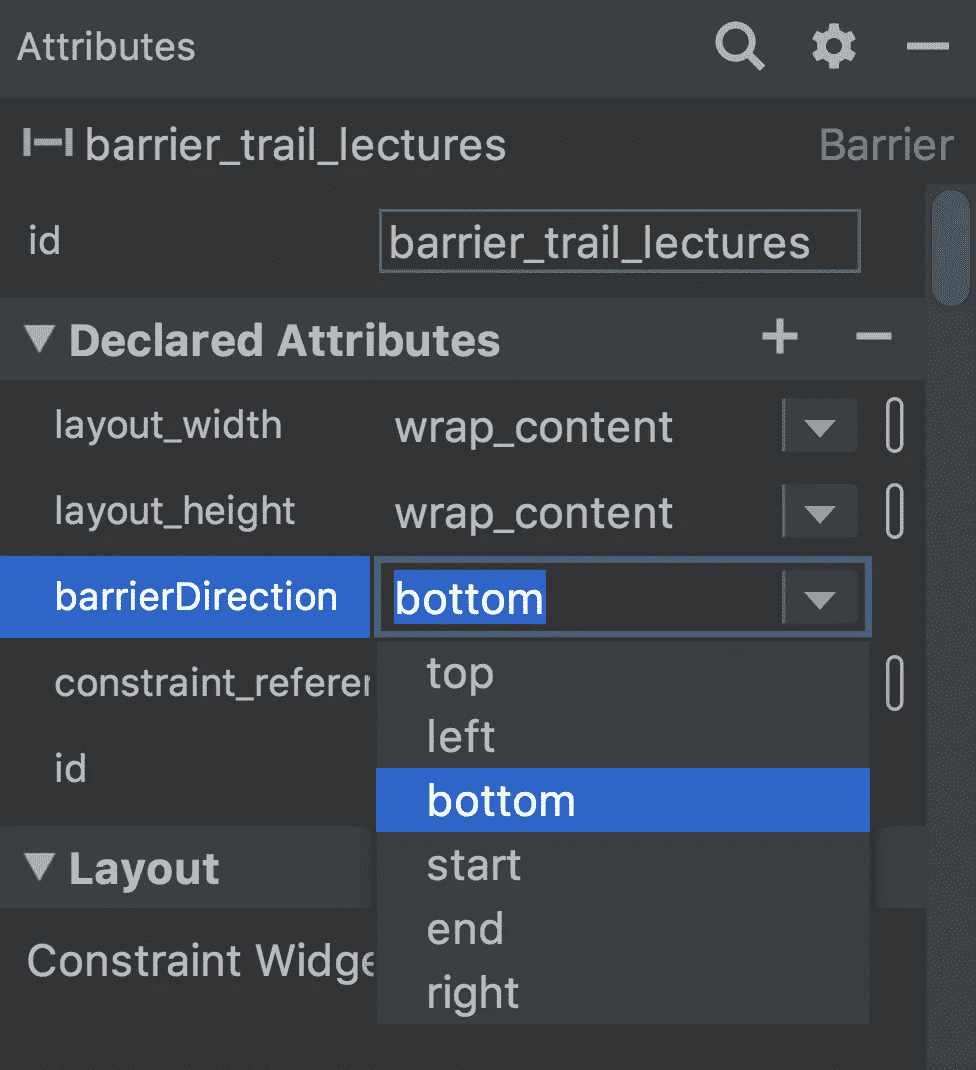 Attributes
barrier_trail_lectures Barrier
id barrier_trail_lectures
Declared Attributes
layout_width wrap_content
layout_height wrap_content
barrierDirection bottom
top
constraint_referen
left
bottom
id
start
Layout
end
Constraint Widge
right